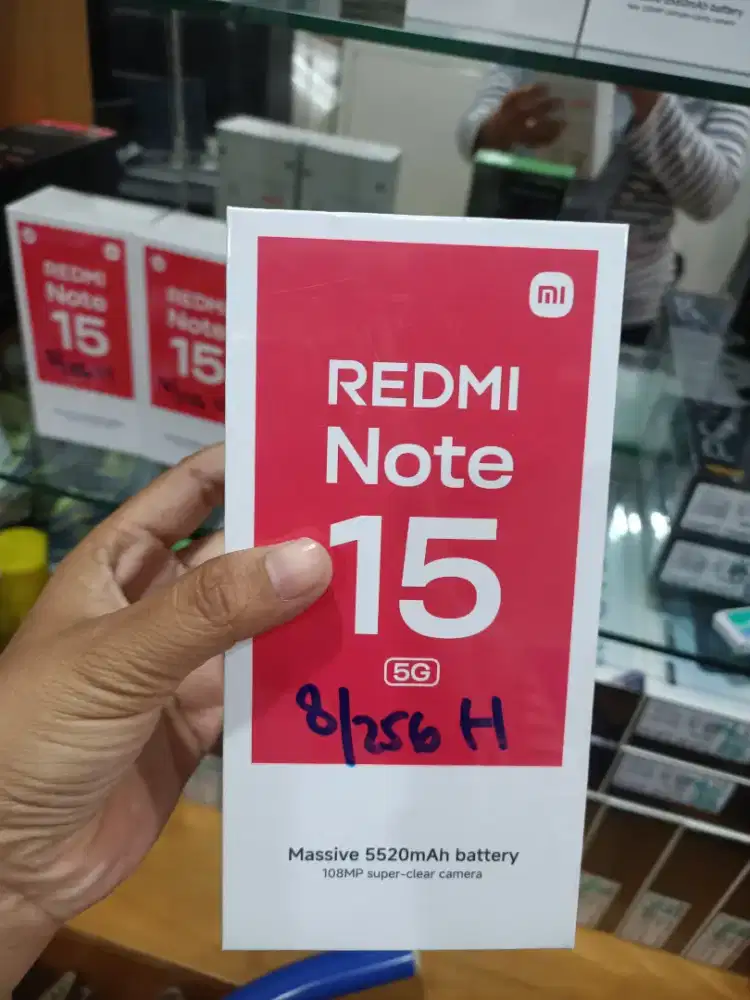 mi
REDMI
Note
15
5G
8/256 H
Massive 5520mAh battery
108MP super-clear camera
REDMI
Note
15
REDMI
Note
15